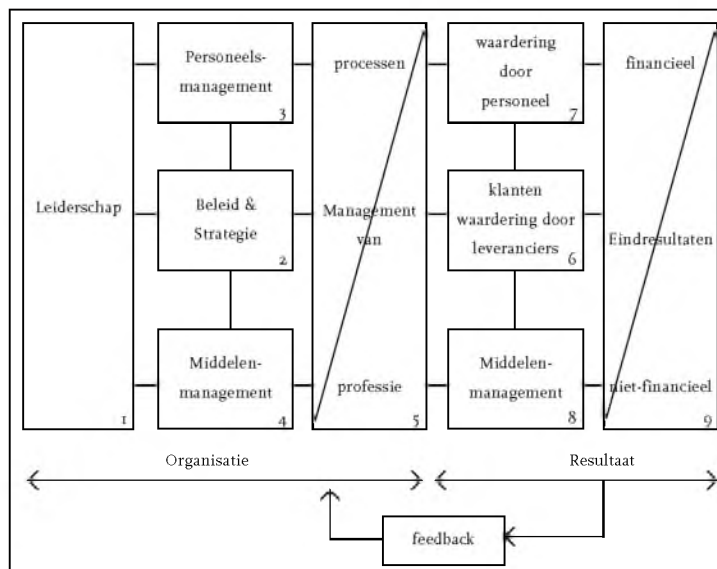 Leiderschap
1
Personeels-
management
3
Beleid &
Strategie
2
Middelen-
management
4
processen
Management
van
professie
5
waardering
door
personeel
7
klanten
waardering door
leveranciers
6
Middelen-
management
8
financieel
Eindresultaten
niet-financieel
9
Organisatie
Resultaat
feedback